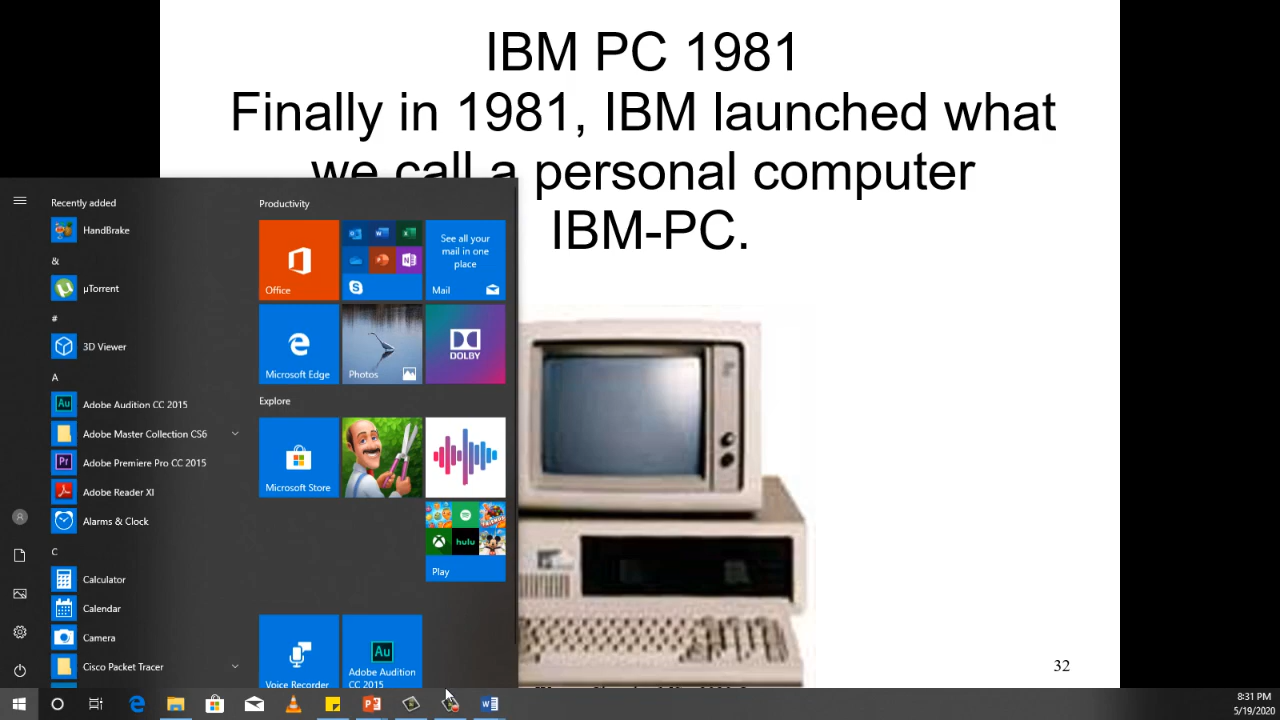 IBM PC 1981
Finally in 1981, IBM launched what
we call a personal computer
IBM-PC.
Recently added
HandBrake
&
µTorrent
#
3D Viewer
A
Adobe Audition CC 2015
Adobe Master Collection CS6
Adobe Premiere Pro CC 2015
Adobe Reader XI
Alarms & Clock
C
Calculator
Calendar
Camera
Cisco Packet Tracer
Productivity
Office
See all your
mail in one
place
Mail
Microsoft Edge
Photos
DOLBY
Explore
Microsoft Store
hulu
Play
Voice Recorder
Au
Adobe Audition
CC 2015
32
8:31 PM
5/19/2020